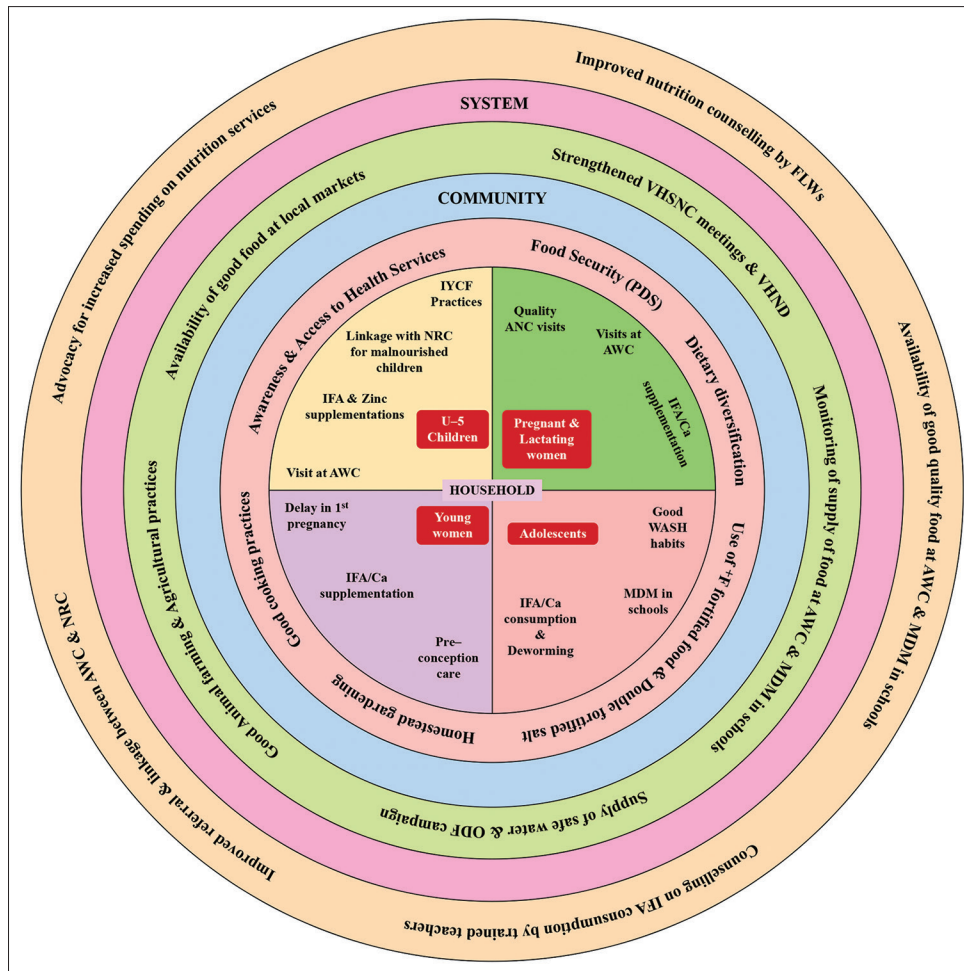 Improved nutrition counselling by FLWs
Availability of good quality food at AWC & MDM in schools
Counselling on IFA consumption by trained teachers
Improved referral & linkage between AWC & NRC
Advocacy for increased spending on nutrition services
SYSTEM
Strengthened VHSNC meetings & VHND
Monitoring of supply of food at AWC & MDM in schools
Supply of safe water & ODF campaign
Good Animal farming & Agricultural practices
Availability of good food at local markets
COMMUNITY
Food Security (PDS)
Dietary diversification
Use of +F fortified food & Double fortified salt
Homestead gardening
Good cooking practices
Awareness & Access to Health Services
IYCF
Practices
Linkage with NRC
for malnourished
children
IFA & Zinc
supplementations
U–5
Children
Visit at AWC
Quality
ANC visits
Visits at
AWC
IFA/Ca
supplementation
Pregnant &
Lactating
women
HOUSEHOLD
Delay in 1st
pregnancy
Young
women
IFA/Ca
supplementation
Pre–
conception
care
Adolescents
Good
WASH
habits
MDM in
schools
IFA/Ca
consumption
&
Deworming